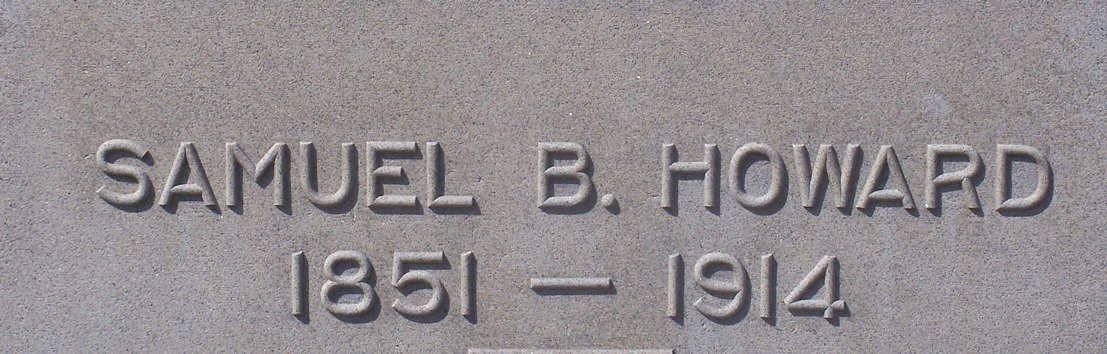 SAMUEL B. HOWARD
1851 — 1914